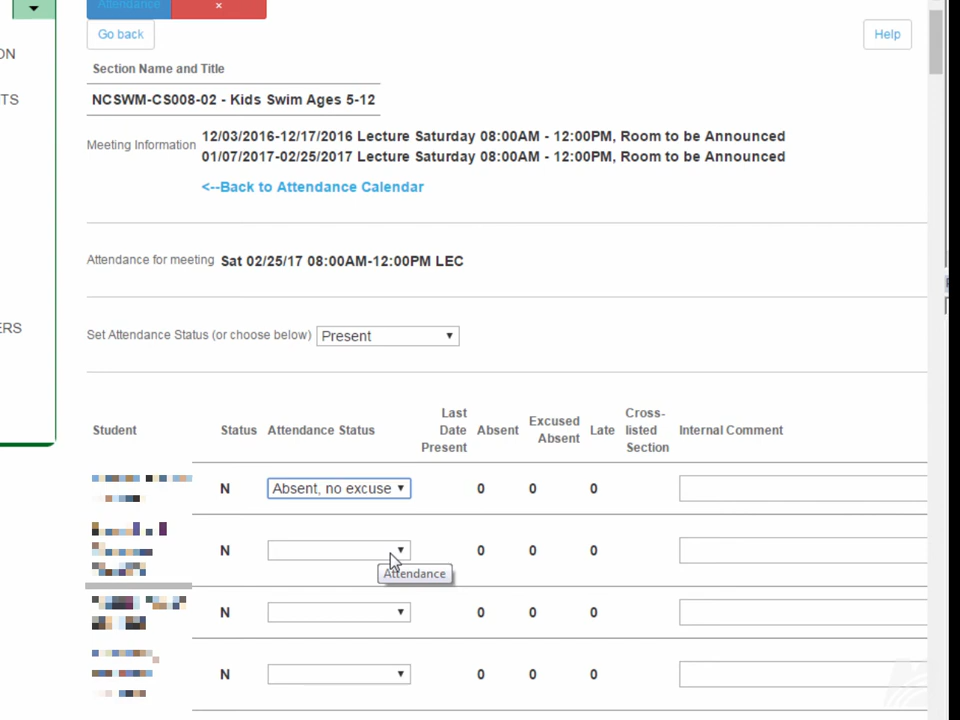 Attendance ×
Go back
Help
ON
TS
ERS
Section Name and Title
NCSWM-CS008-02 - Kids Swim Ages 5-12
Meeting Information
12/03/2016-12/17/2016 Lecture Saturday 08:00AM - 12:00PM, Room to be Announced
01/07/2017-02/25/2017 Lecture Saturday 08:00AM - 12:00PM, Room to be Announced
<--Back to Attendance Calendar
Attendance for meeting Sat 02/25/17 08:00AM-12:00PM LEC
Set Attendance Status (or choose below) Present
Student
Status
Attendance Status
Last
Date
Present
Absent
Excused
Absent
Late
Cross-
listed
Section
Internal Comment
N Absent, no excuse 0 0 0
N 0 0 0
Attendance
N 0 0 0
N 0 0 0